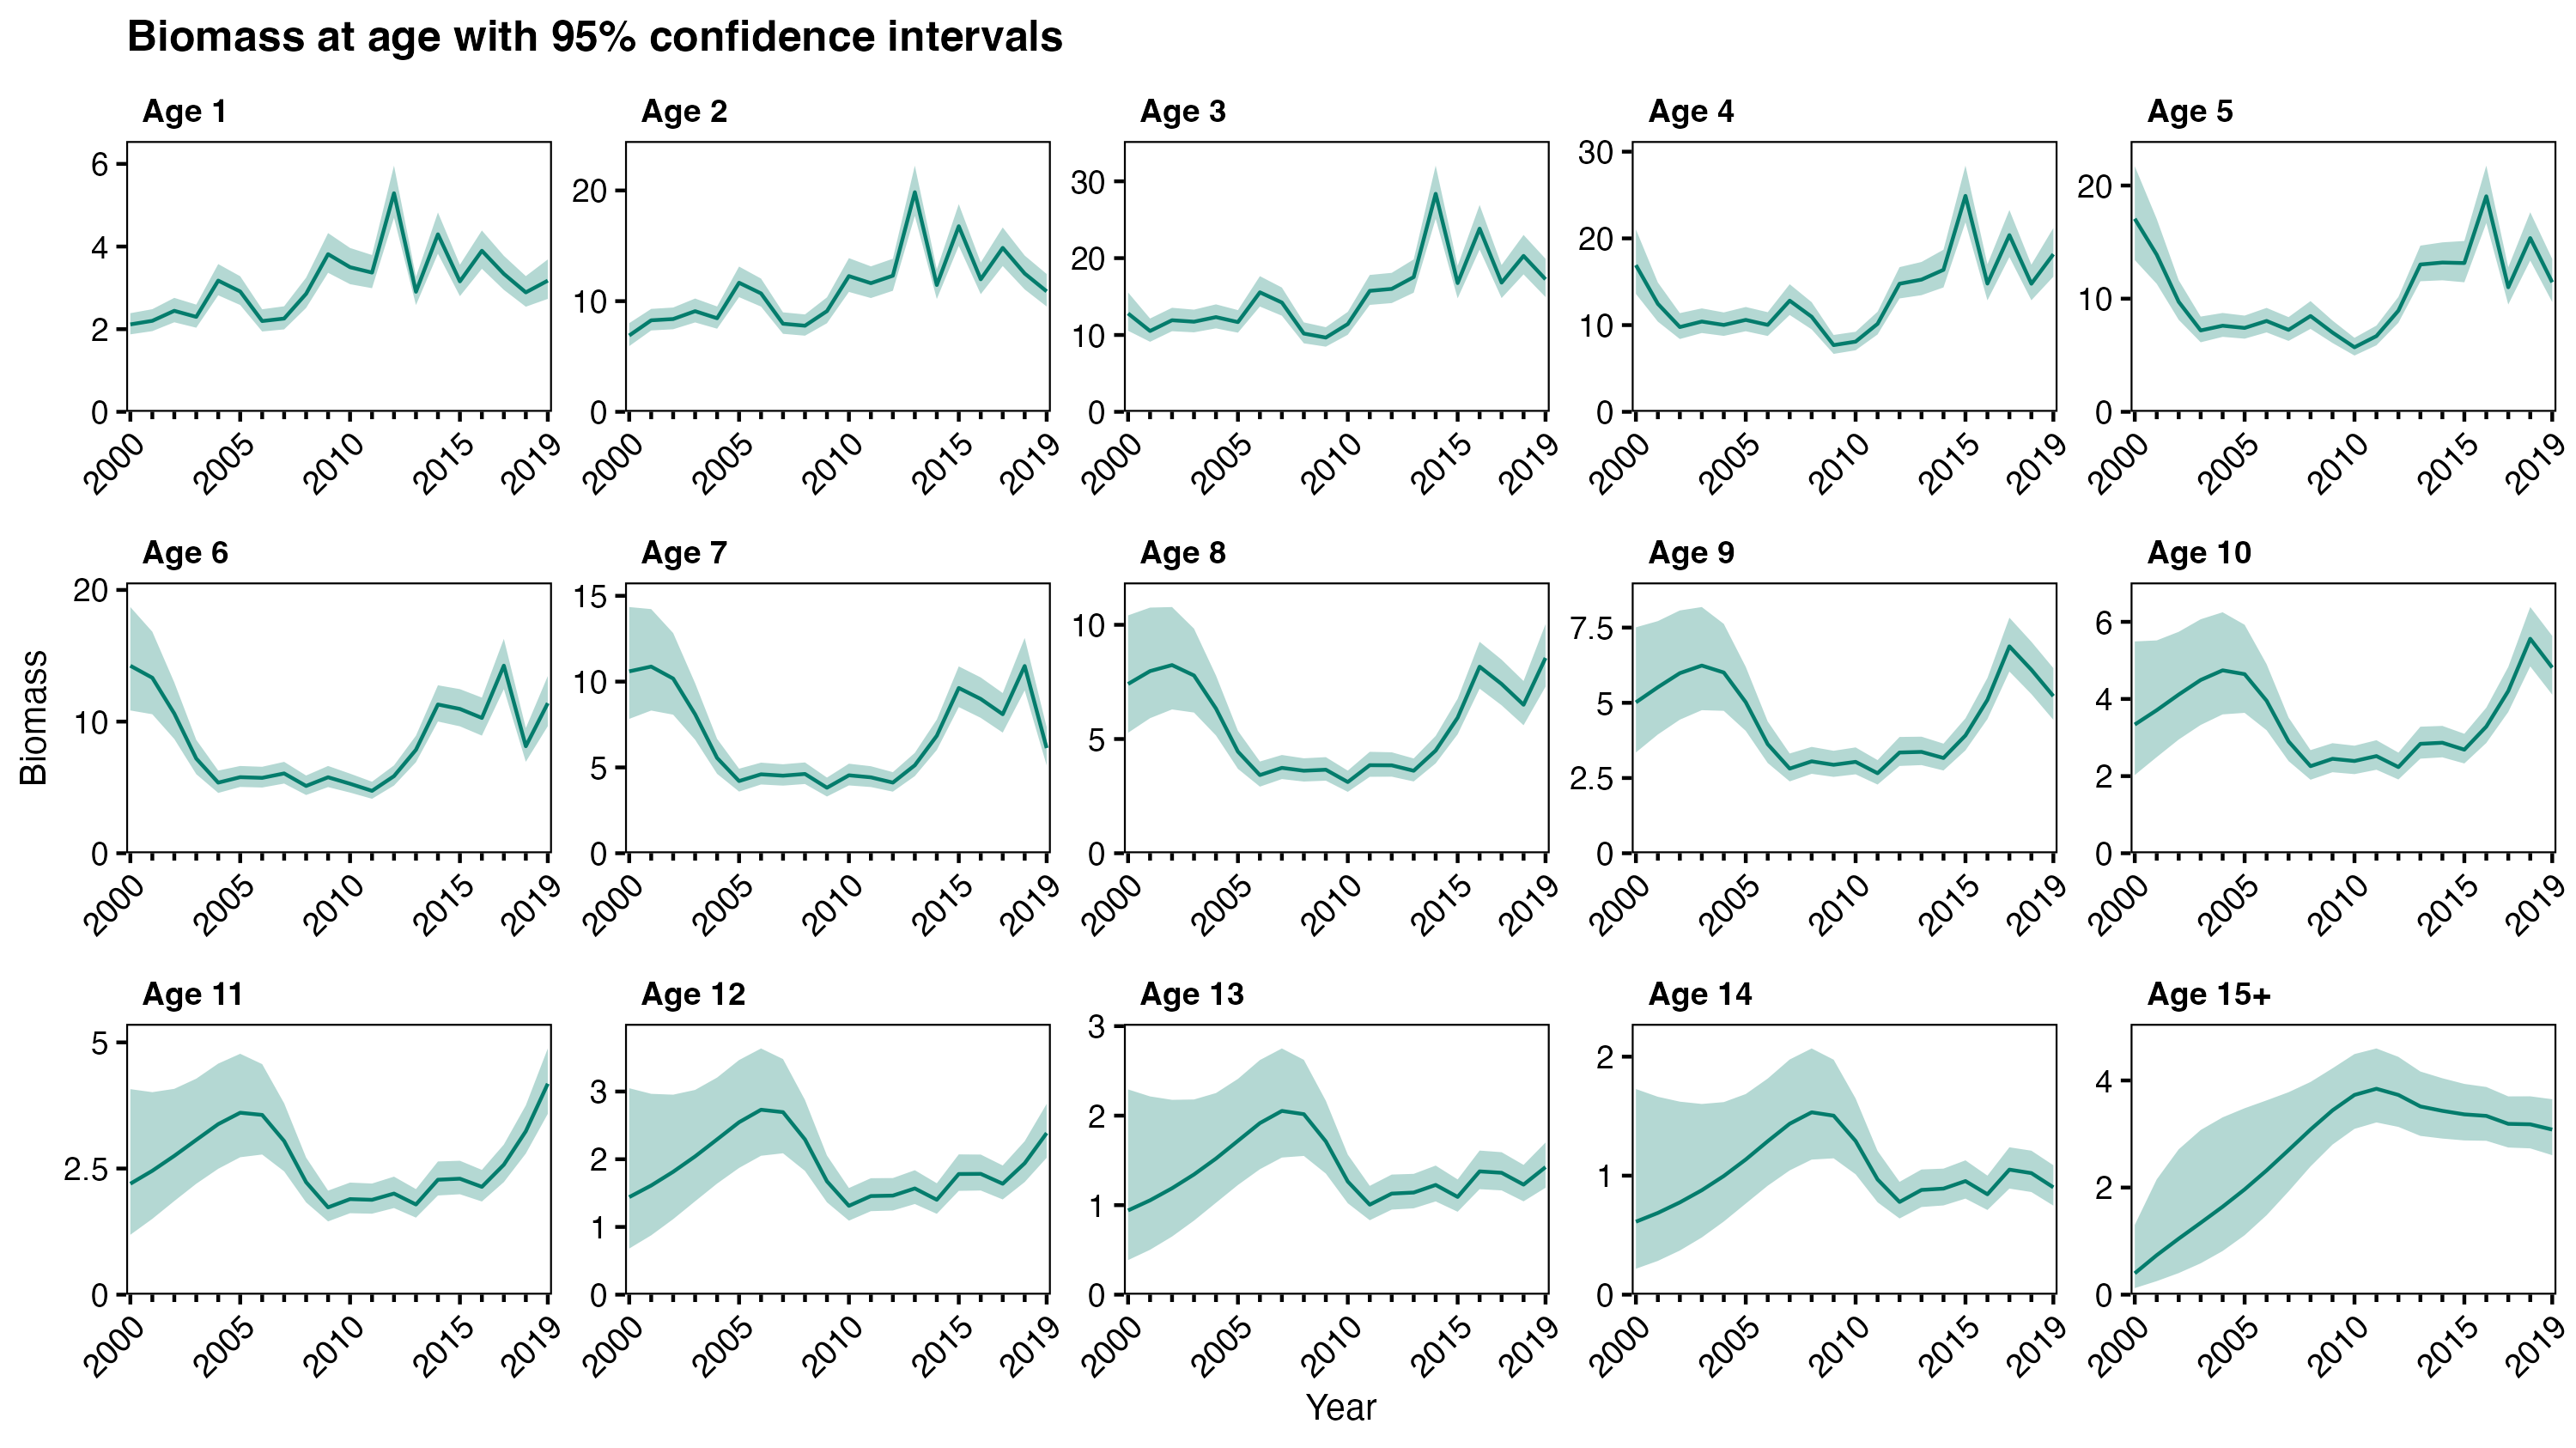 Biomass at age with 95% confidence intervals
Age 1 Age 2 Age 3 Age 4 Age 5
6 4 2 0 20 10 0 30 20 10 0 30 20 10 0 20 10 0
2000 2005 2010 2015 2019 2000 2005 2010 2015 2019 2000 2005 2010 2015 2019 2000 2005 2010 2015 2019 2000 2005 2010 2015 2019
Age 6 Age 7 Age 8 Age 9 Age 10
Biomass
20 10 0 15 10 5 0 10 5 0 7.5 5 2.5 0 6 4 2 0
2000 2005 2010 2015 2019 2000 2005 2010 2015 2019 2000 2005 2010 2015 2019 2000 2005 2010 2015 2019 2000 2005 2010 2015 2019
Age 11 Age 12 Age 13 Age 14 Age 15+
5 2.5 0 3 2 1 0 3 2 1 0 2 1 0 4 2 0
2000 2005 2010 2015 2019 2000 2005 2010 2015 2019 2000 2005 2010 2015 2019 2000 2005 2010 2015 2019 2000 2005 2010 2015 2019
Year